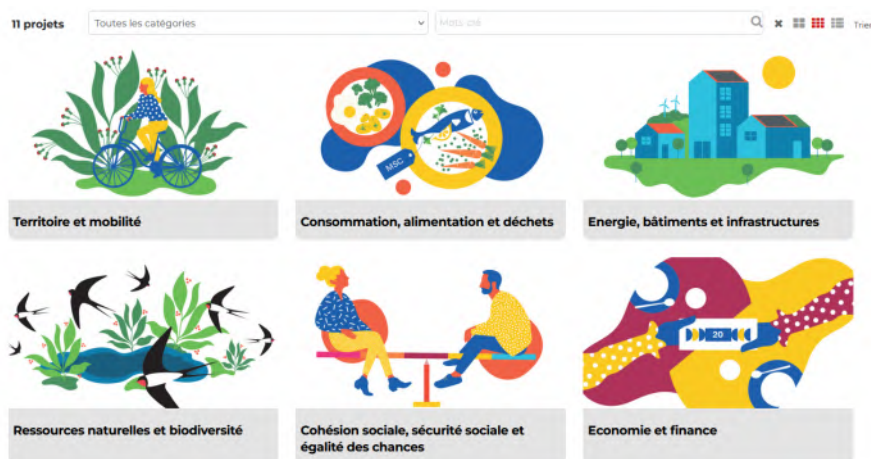 11 projets
Toutes les catégories
Mots clé
Trier
MSC
Territoire et mobilité
Consommation, alimentation et déchets
Energie, bâtiments et infrastructures
20
Ressources naturelles et biodiversité
Cohésion sociale, sécurité sociale et
égalité des chances
Economie et finance